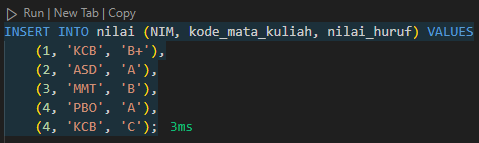 Run | New Tab | Copy
INSERT INTO nilai (NIM, kode_mata_kuliah, nilai_huruf) VALUES
(1, 'KCB', 'B+'),
(2, 'ASD', 'A'),
(3, 'MMT', 'B'),
(4, 'PBO', 'A'),
(4, 'KCB', 'C'); 3ms